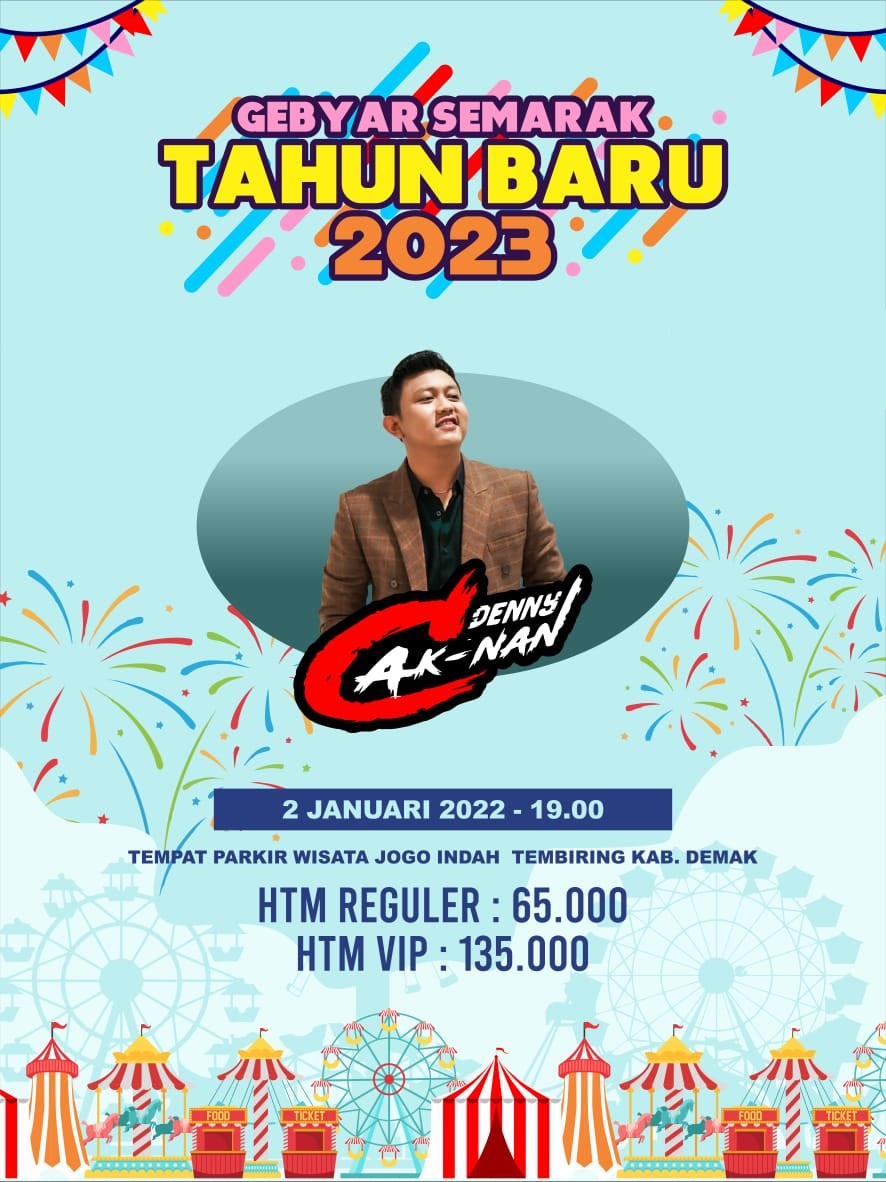 GEBYAR SEMARAK
TAHUN BARU
2023
DENNY
CAK-NAN
2 JANUARI 2022 - 19.00
TEMPAT PARKIR WISATA JOGO INDAH TEMBIRING KAB. DEMAK
HTM REGULER : 65.000
HTM VIP : 135.000
FOOD
TICKET
FOOD
TICKET